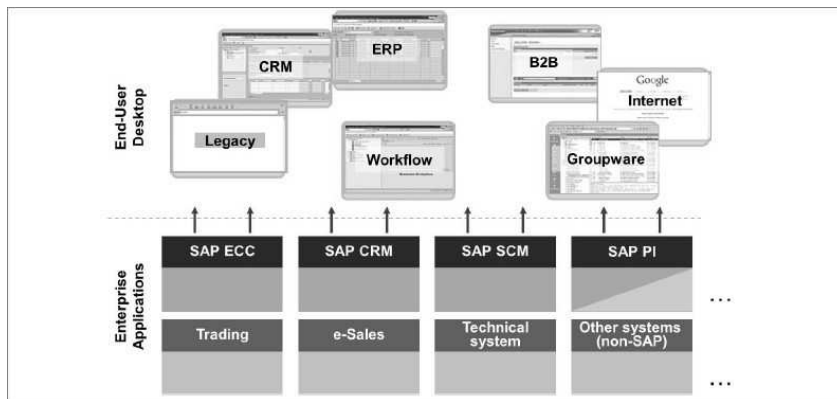 End-User
Desktop
CRM
ERP
B2B
Google
Internet
Legacy
Workflow
Groupware
Enterprise
Applications
SAP ECC
SAP CRM
SAP SCM
SAP PI
...
Trading
e-Sales
Technical
system
Other systems
(non-SAP)
...